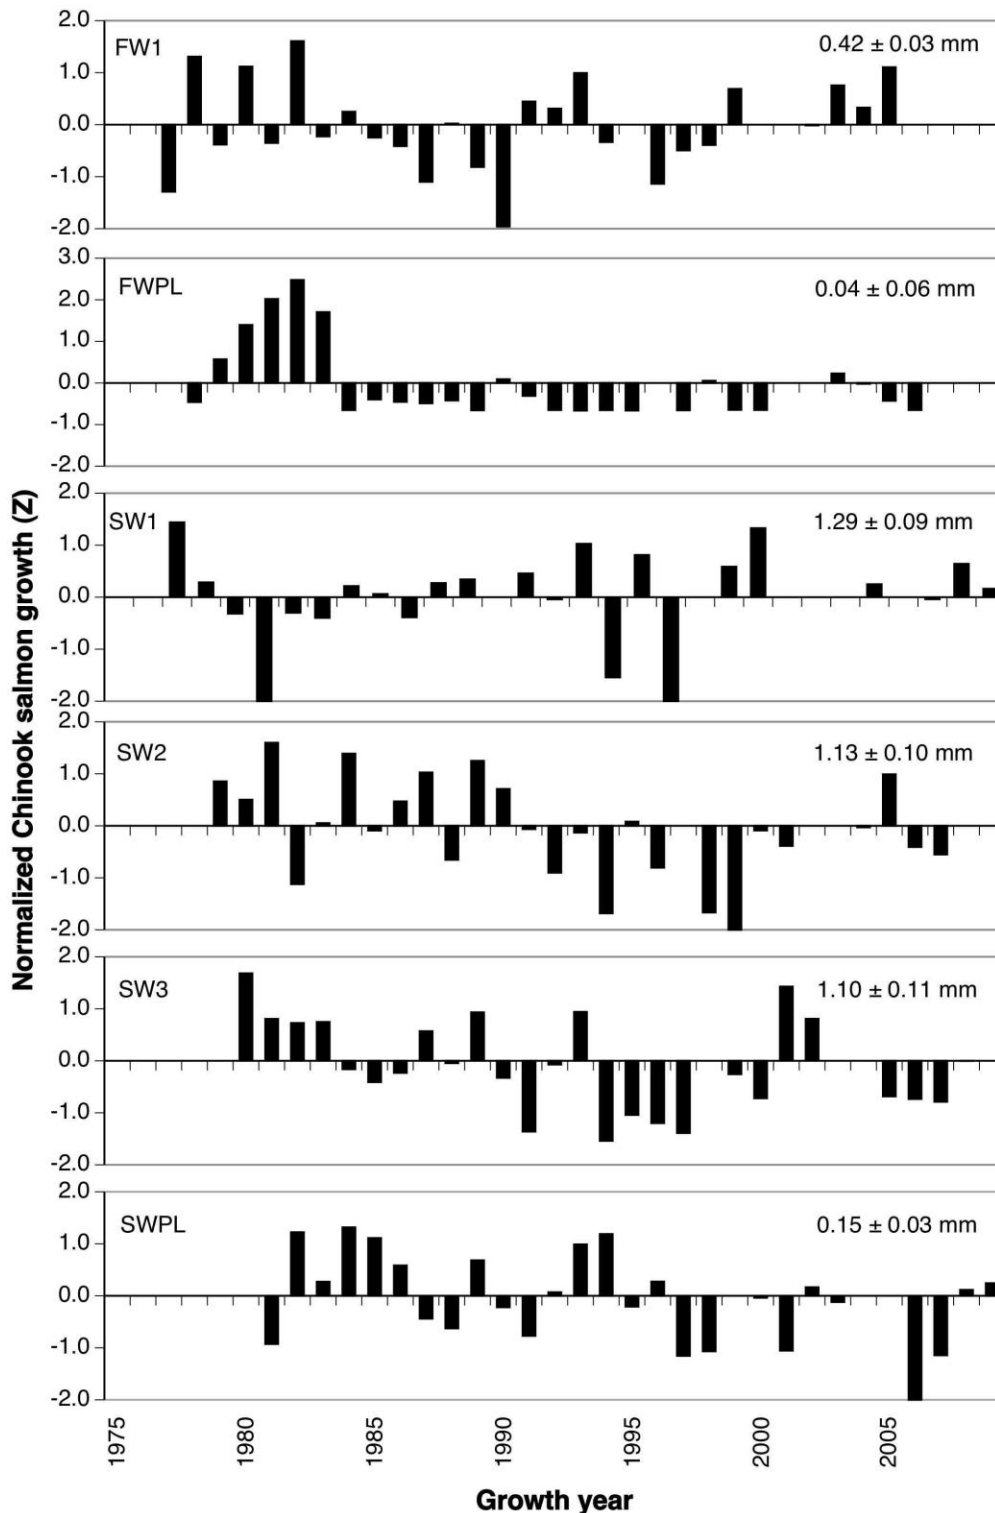 Normalized Chinook salmon growth (Z)
FW1
0.42 ± 0.03 mm
2.0
1.0
0.0
-1.0
-2.0
FWPL
0.04 ± 0.06 mm
3.0
2.0
1.0
0.0
-1.0
-2.0
SW1
1.29 ± 0.09 mm
2.0
1.0
0.0
-1.0
-2.0
SW2
1.13 ± 0.10 mm
2.0
1.0
0.0
-1.0
-2.0
SW3
1.10 ± 0.11 mm
2.0
1.0
0.0
-1.0
-2.0
SWPL
0.15 ± 0.03 mm
2.0
1.0
0.0
-1.0
-2.0
1975 1980 1985 1990 1995 2000 2005
Growth year